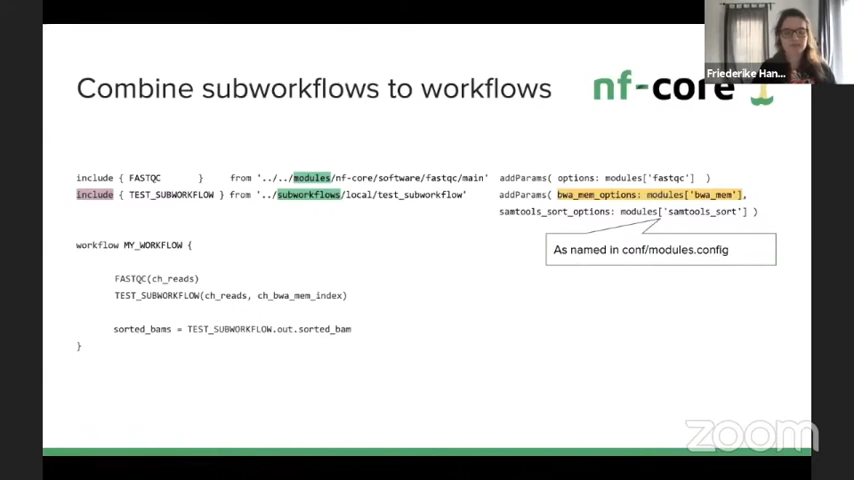 Friederike Han...
Combine subworkflows to workflows
nf-core
include { FASTQC } from '../../modules/nf-core/software/fastqc/main' addParams( options: modules['fastqc'] )
include { TEST_SUBWORKFLOW } from '../subworkflows/local/test_subworkflow' addParams( bwa_mem_options: modules['bwa_mem'],
samtools_sort_options: modules['samtools_sort'] )
As named in conf/modules.config
workflow MY_WORKFLOW {
FASTQC(ch_reads)
TEST_SUBWORKFLOW(ch_reads, ch_bwa_mem_index)
sorted_bams = TEST_SUBWORKFLOW.out.sorted_bam
}
zoom